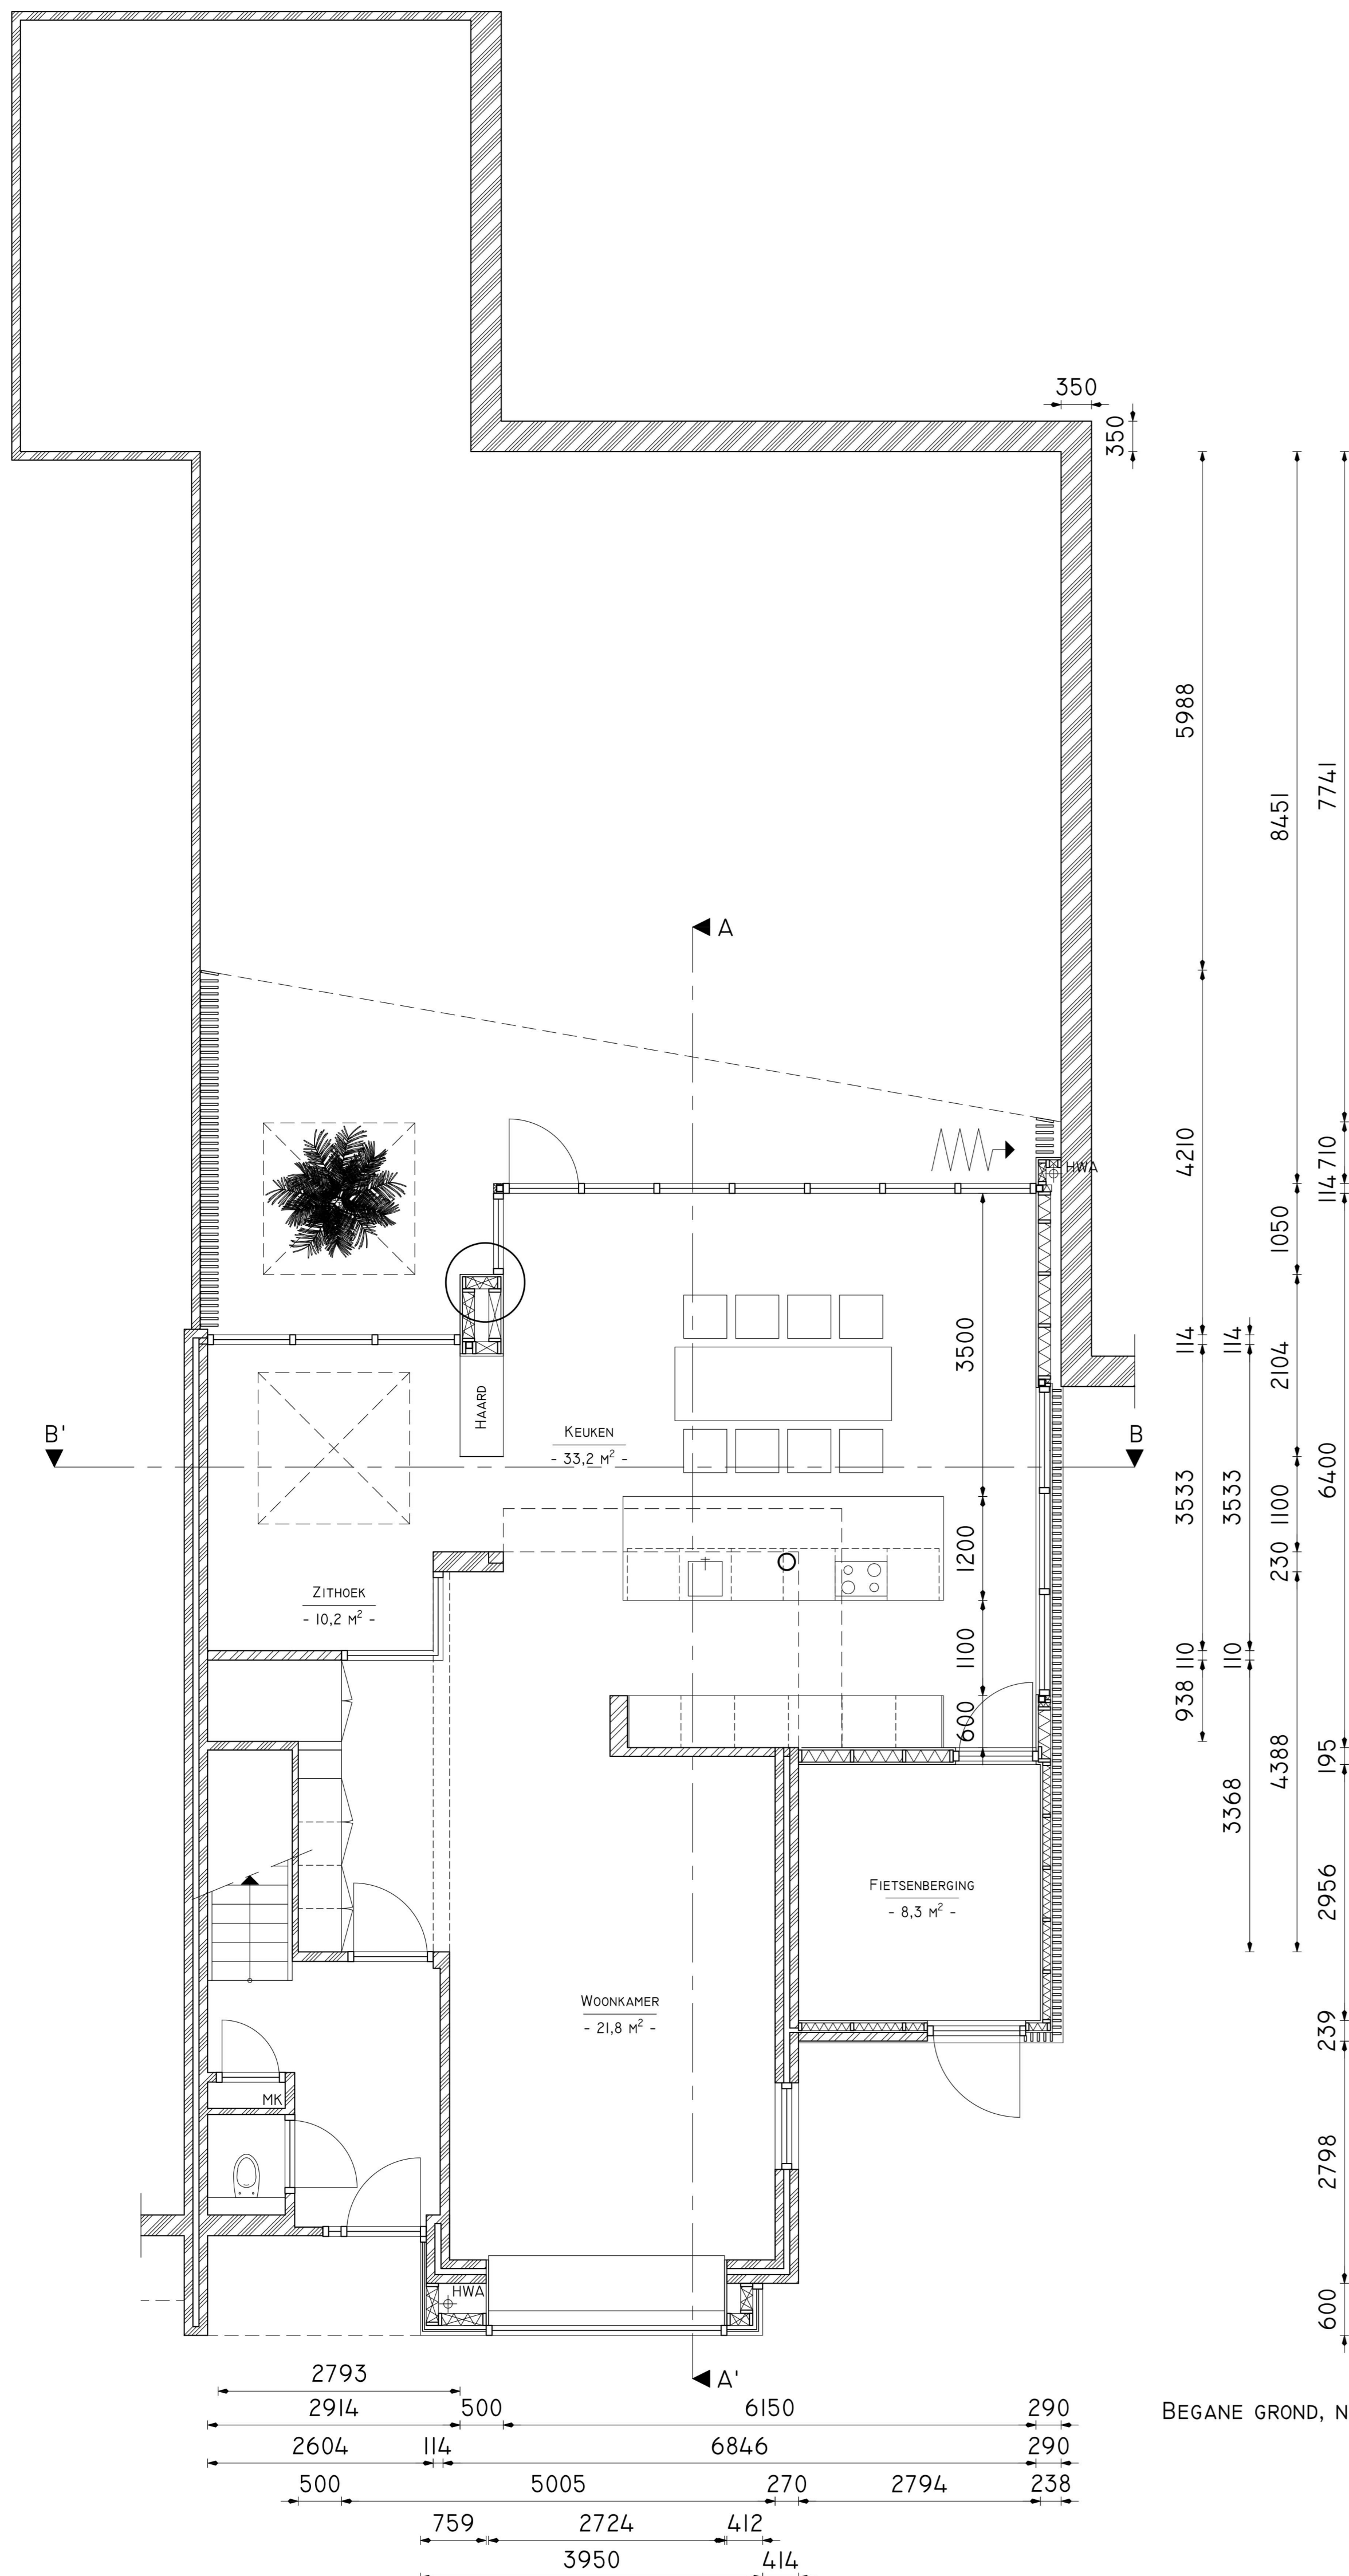 350
350
5988
8451
7741
A
4210
710
114
HWA
1050
114
114
3500
2104
HAARD
B'
KEUKEN
- 33,2 M² -
B
3533
3533
1100
6400
1200
230
ZITHOEK
- 10,2 M² -
1100
110
110
938
600
4388
195
3368
FIETSENBERGING
- 8,3 M² -
2956
WOONKAMER
- 21,8 M² -
239
MK
2798
HWA
600
A'
2793
2914 500 6150 290
BEGANE GROND, N
2604 114 6846 290
500 5005 270 2794 238
759 2724 412
3950 414